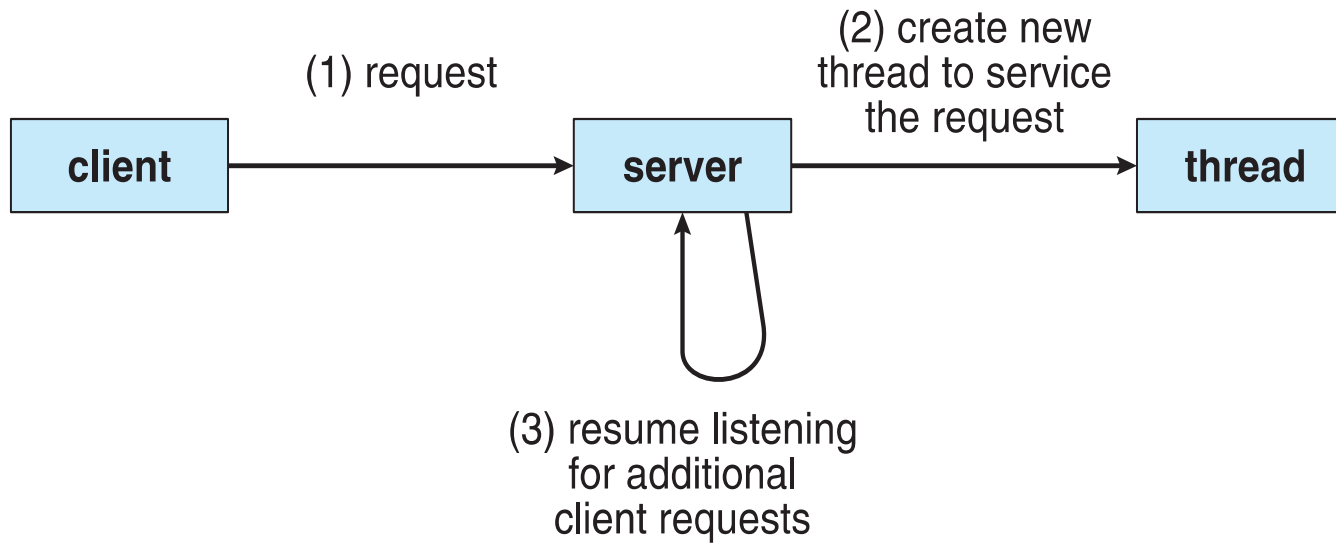 (1) request
(2) create new
thread to service
the request
client
server
thread
(3) resume listening
for additional
client requests